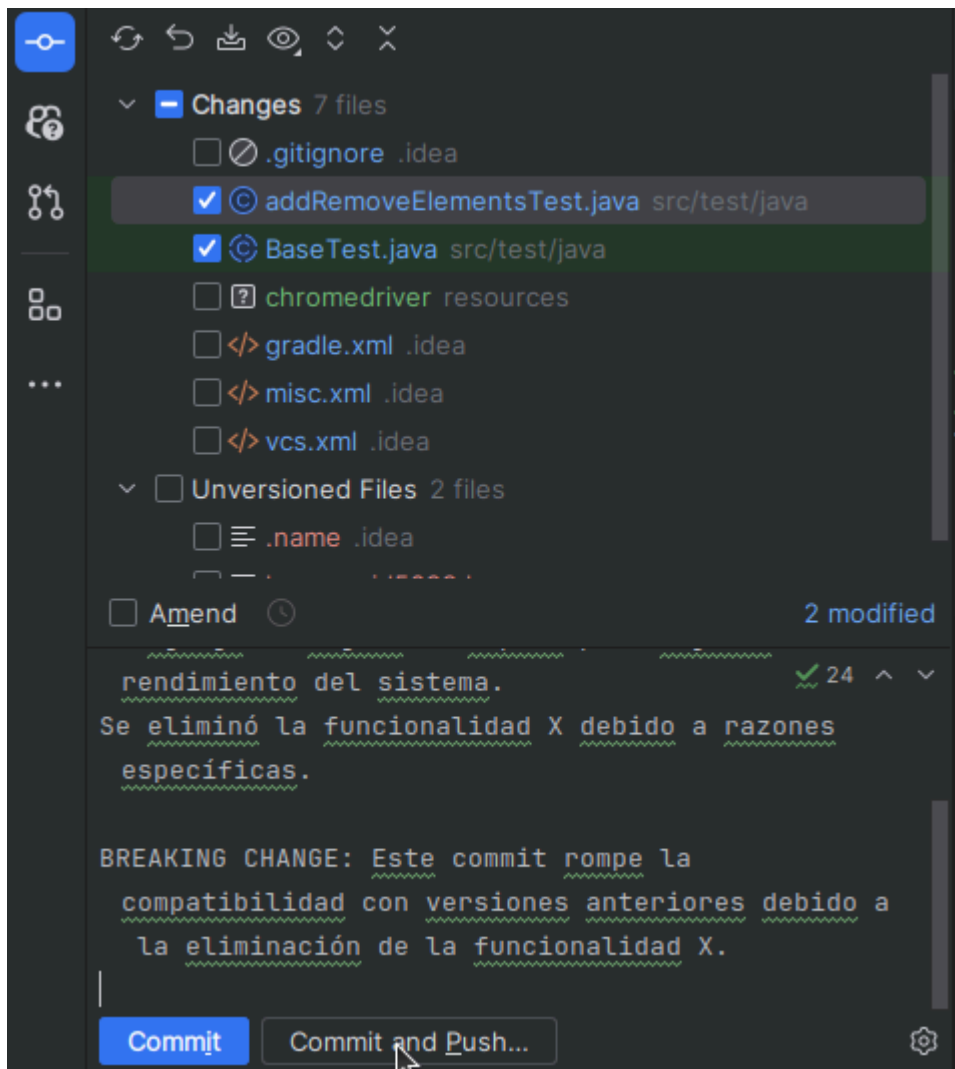 Changes 7 files
.gitignore .idea
addRemoveElementsTest.java src/test/java
BaseTest.java src/test/java
chromedriver resources
gradle.xml .idea
misc.xml .idea
vcs.xml .idea
Unversioned Files 2 files
.name .idea
Amend 2 modified
24
rendimiento del sistema.
Se eliminó la funcionalidad X debido a razones
específicas.
BREAKING CHANGE: Este commit rompe la
compatibilidad con versiones anteriores debido a
la eliminación de la funcionalidad X.
Commit Commit and Push...